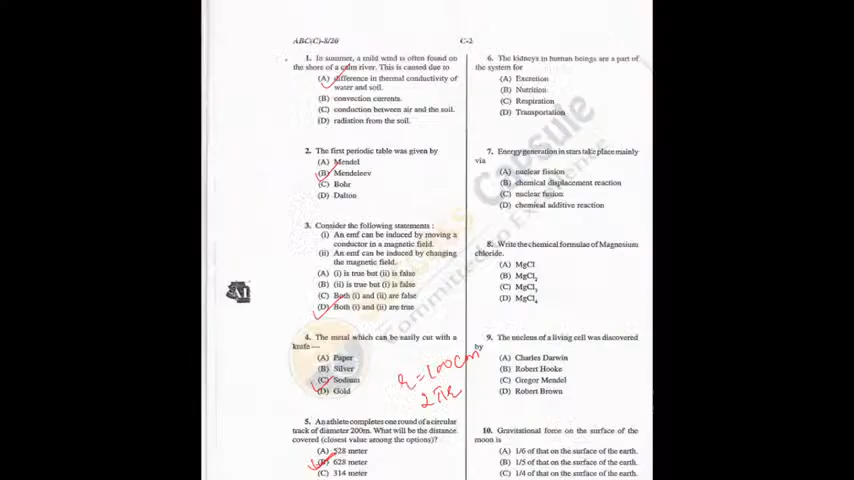 ABC(C)-8/20
C-2
1. In summer, a mild wind is often found on
the shore of a calm river. This is caused due to
(A) difference in thermal conductivity of
water and soil.
(B) convection currents.
(C) conduction between air and the soil.
(D) radiation from the soil.
2. The first periodic table was given by
(A) Mendel
(B) Mendeleev
(C) Bohr
(D) Dalton
3. Consider the following statements :
(i) An emf can be induced by moving a
conductor in a magnetic field.
(ii) An emf can be induced by changing
the magnetic field.
(A) (i) is true but (ii) is false
(B) (ii) is true but (i) is false
(C) Both (i) and (ii) are false
(D) Both (i) and (ii) are true
A1
4. The metal which can be easily cut with a
knife—
(A) Paper
(B) Silver
(C) Sodium
(D) Gold
r = 100 cm
2πr
5. An athlete completes one round of a circular
track of diameter 200m. What will be the distance
covered (closest value among the options)?
(A) 528 meter
(B) 628 meter
(C) 314 meter
6. The kidneys in human beings are a part of
the system for
(A) Excretion
(B) Nutrition
(C) Respiration
(D) Transportation
7. Energy generation in stars take place mainly
via
(A) nuclear fission
(B) chemical displacement reaction
(C) nuclear fusion
(D) chemical additive reaction
8. Write the chemical formulae of Magnesium
chloride.
(A) MgCl
(B) MgCl₂
(C) MgCl₃
(D) MgCl₄
9. The nucleus of a living cell was discovered
by
(A) Charles Darwin
(B) Robert Hooke
(C) Gregor Mendel
(D) Robert Brown
10. Gravitational force on the surface of the
moon is
(A) 1/6 of that on the surface of the earth.
(B) 1/5 of that on the surface of the earth.
(C) 1/4 of that on the surface of the earth.
Capsule
Committed to Excellence